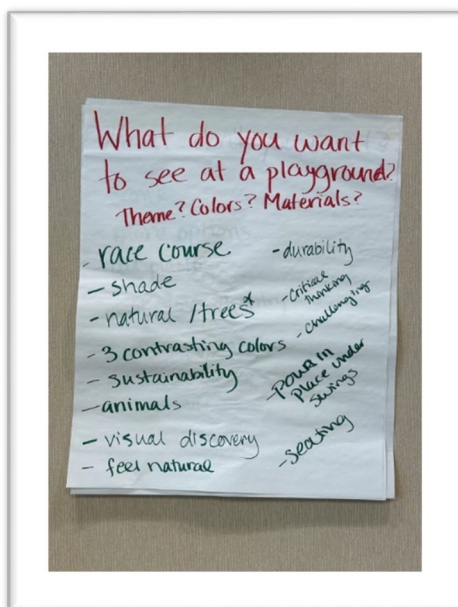 What do you want
to see at a playground?
Theme? Colors? Materials?
- race course
- shade
- natural / trees*
- 3 contrasting colors
- sustainability
- animals
- visual discovery
- feel natural
- durability
- critical
thinking
- challenging
- pour in
place under
swings
- seating